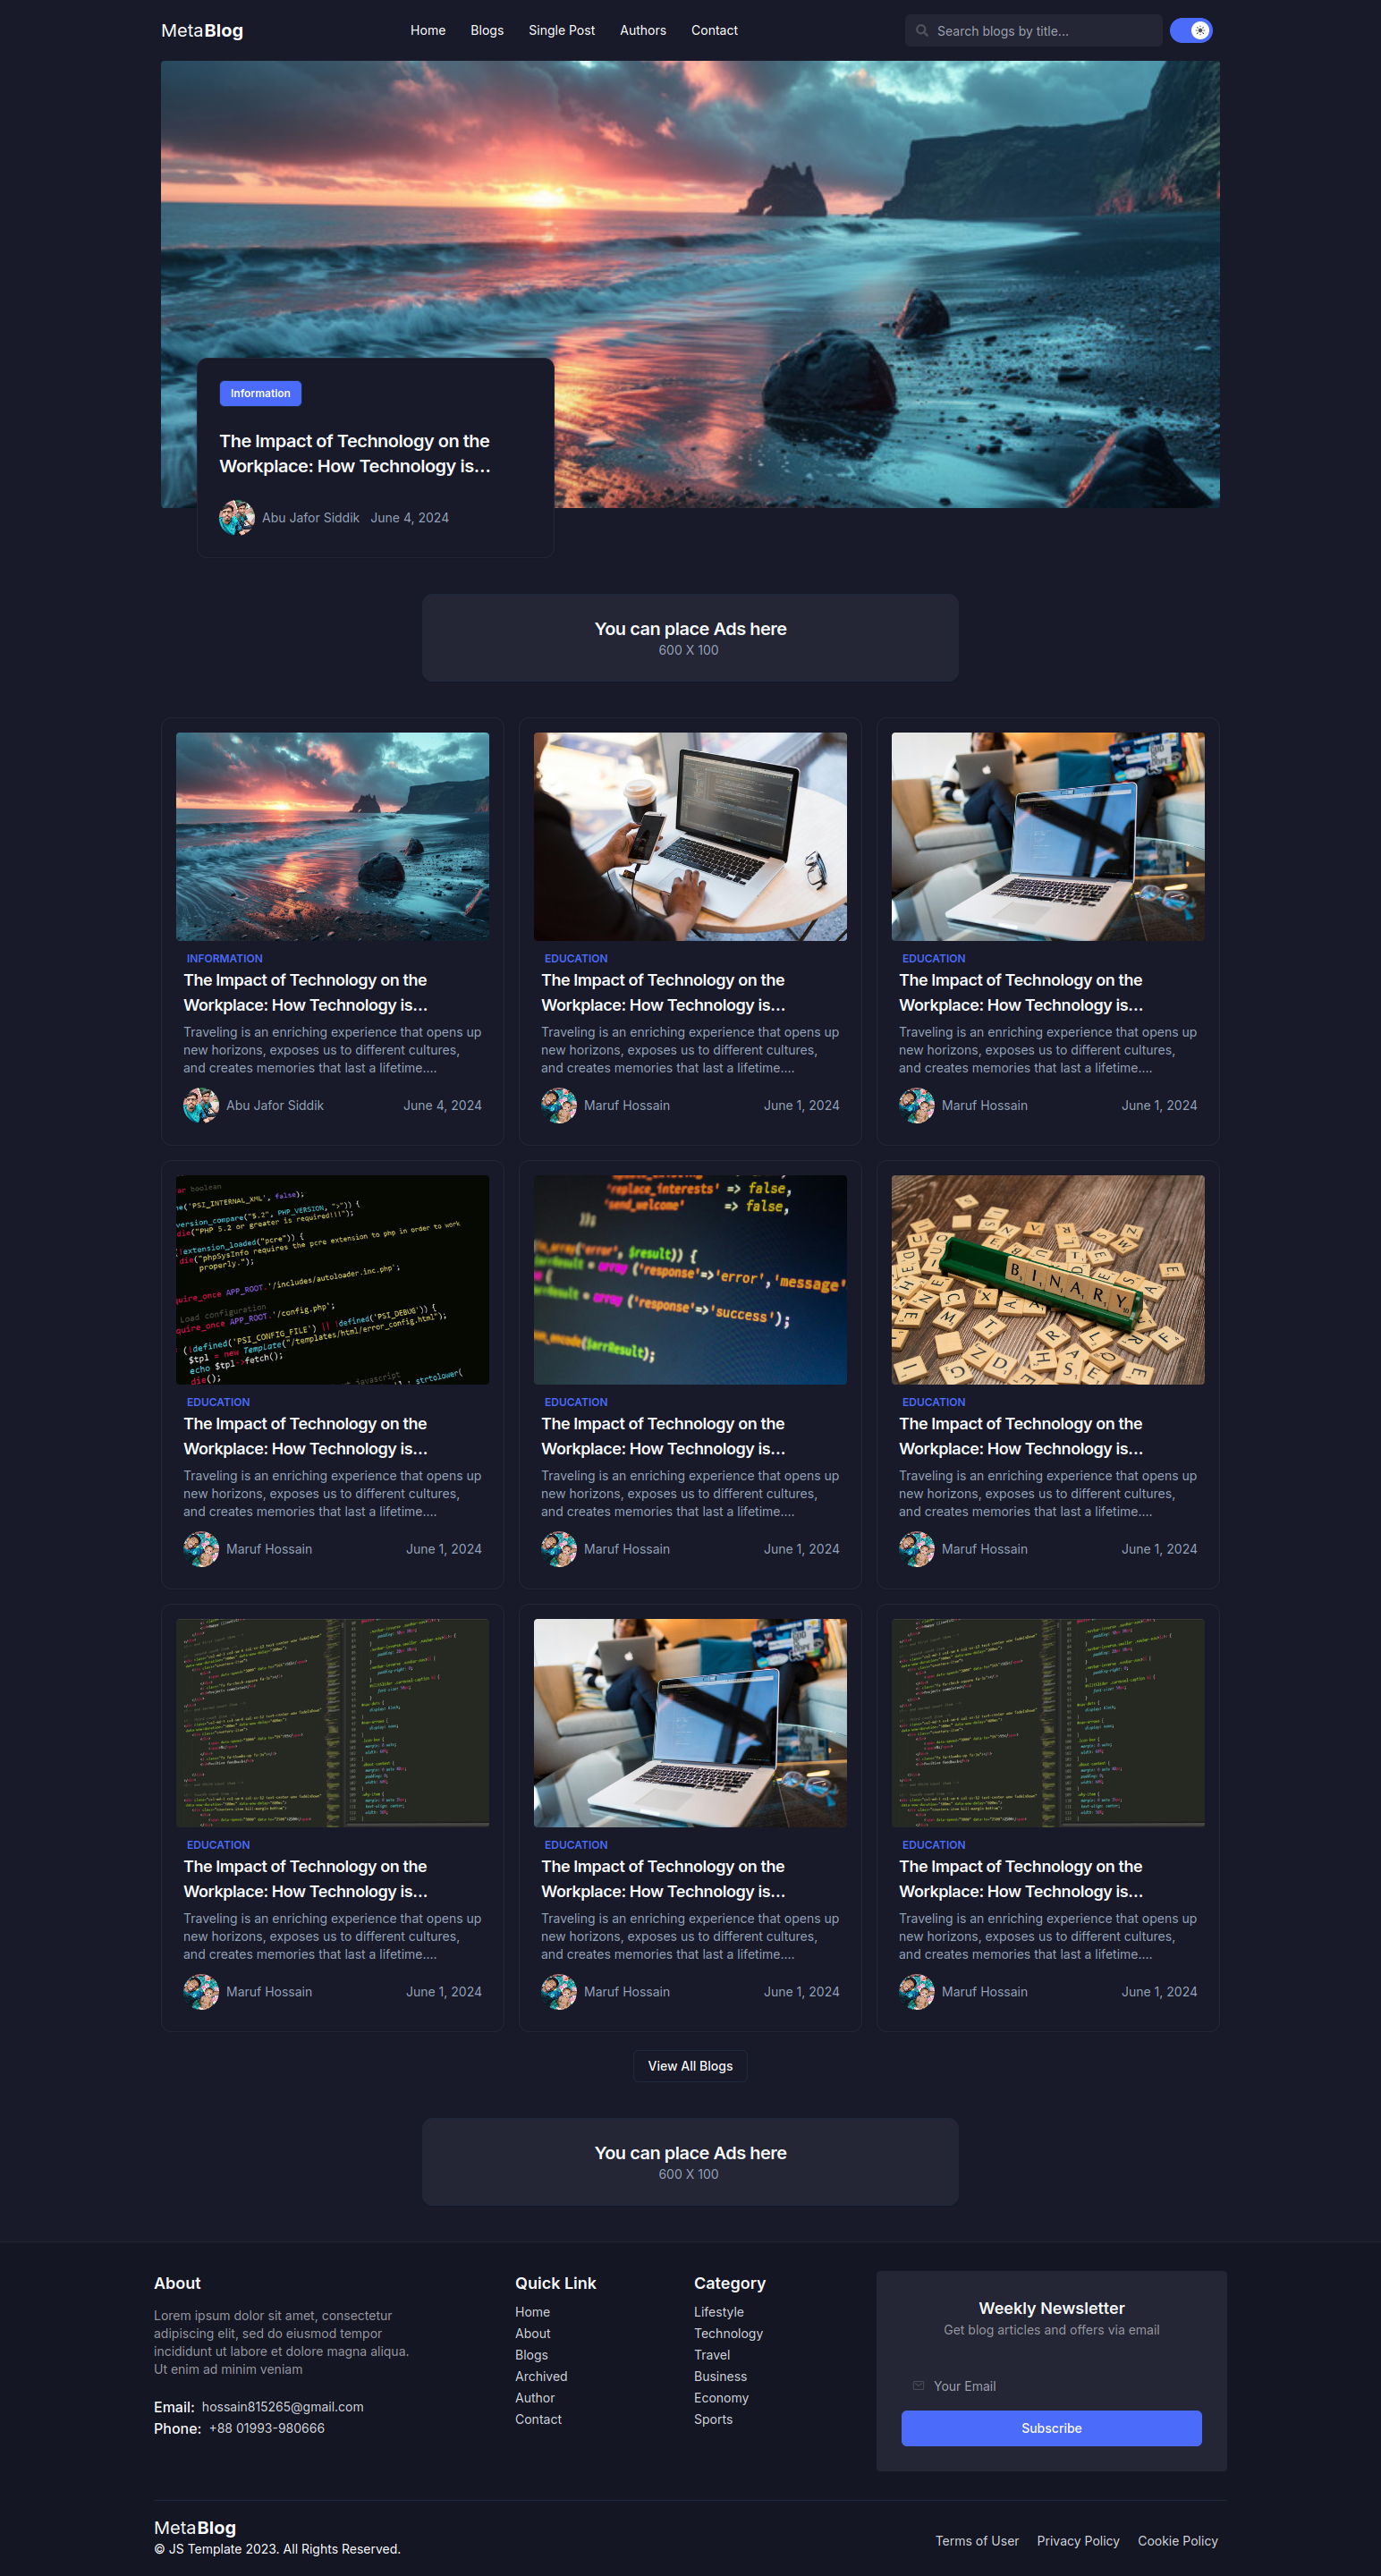 MetaBlog
Home Blogs Single Post Authors Contact
Search blogs by title...
Information
The Impact of Technology on the
Workplace: How Technology is...
Abu Jafor Siddik June 4, 2024
You can place Ads here
600 X 100
INFORMATION
The Impact of Technology on the
Workplace: How Technology is...
Traveling is an enriching experience that opens up
new horizons, exposes us to different cultures,
and creates memories that last a lifetime....
Abu Jafor Siddik June 4, 2024
EDUCATION
The Impact of Technology on the
Workplace: How Technology is...
Traveling is an enriching experience that opens up
new horizons, exposes us to different cultures,
and creates memories that last a lifetime....
Maruf Hossain June 1, 2024
EDUCATION
The Impact of Technology on the
Workplace: How Technology is...
Traveling is an enriching experience that opens up
new horizons, exposes us to different cultures,
and creates memories that last a lifetime....
Maruf Hossain June 1, 2024
EDUCATION
The Impact of Technology on the
Workplace: How Technology is...
Traveling is an enriching experience that opens up
new horizons, exposes us to different cultures,
and creates memories that last a lifetime....
Maruf Hossain June 1, 2024
'replace_interests' => false,
'send_welcome' => false,
BINARY
EDUCATION
The Impact of Technology on the
Workplace: How Technology is...
Traveling is an enriching experience that opens up
new horizons, exposes us to different cultures,
and creates memories that last a lifetime....
Maruf Hossain June 1, 2024
EDUCATION
The Impact of Technology on the
Workplace: How Technology is...
Traveling is an enriching experience that opens up
new horizons, exposes us to different cultures,
and creates memories that last a lifetime....
Maruf Hossain June 1, 2024
EDUCATION
The Impact of Technology on the
Workplace: How Technology is...
Traveling is an enriching experience that opens up
new horizons, exposes us to different cultures,
and creates memories that last a lifetime....
Maruf Hossain June 1, 2024
EDUCATION
The Impact of Technology on the
Workplace: How Technology is...
Traveling is an enriching experience that opens up
new horizons, exposes us to different cultures,
and creates memories that last a lifetime....
Maruf Hossain June 1, 2024
EDUCATION
The Impact of Technology on the
Workplace: How Technology is...
Traveling is an enriching experience that opens up
new horizons, exposes us to different cultures,
and creates memories that last a lifetime....
Maruf Hossain June 1, 2024
View All Blogs
You can place Ads here
600 X 100
About
Lorem ipsum dolor sit amet, consectetur
adipiscing elit, sed do eiusmod tempor
incididunt ut labore et dolore magna aliqua.
Ut enim ad minim veniam
Email: hossain815265@gmail.com
Phone: +88 01993-980666
Quick Link
Home
About
Blogs
Archived
Author
Contact
Category
Lifestyle
Technology
Travel
Business
Economy
Sports
Weekly Newsletter
Get blog articles and offers via email
Your Email
Subscribe
MetaBlog
© JS Template 2023. All Rights Reserved.
Terms of User Privacy Policy Cookie Policy